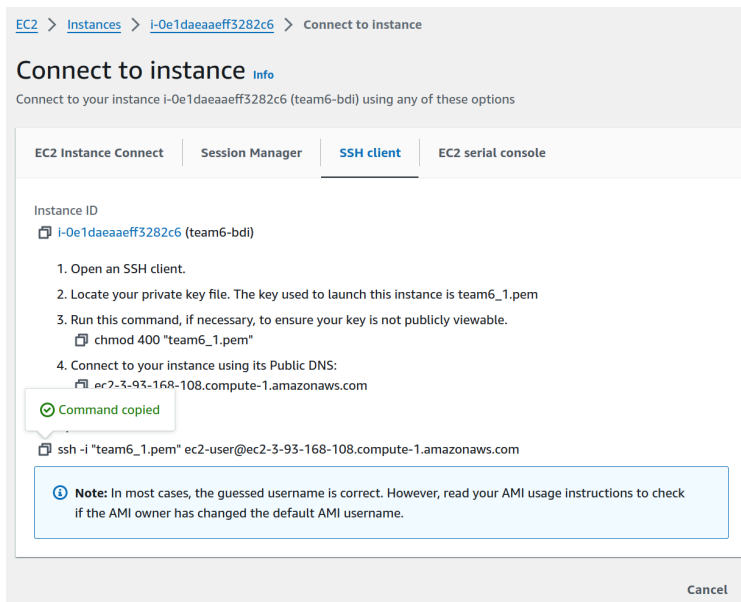 EC2 > Instances > i-0e1daeaaeff3282c6 > Connect to instance
Connect to instance Info
Connect to your instance i-0e1daeaaeff3282c6 (team6-bdi) using any of these options
EC2 Instance Connect Session Manager SSH client EC2 serial console
Instance ID
i-0e1daeaaeff3282c6 (team6-bdi)
1. Open an SSH client.
2. Locate your private key file. The key used to launch this instance is team6_1.pem
3. Run this command, if necessary, to ensure your key is not publicly viewable.
chmod 400 "team6_1.pem"
4. Connect to your instance using its Public DNS:
ec2-3-93-168-108.compute-1.amazonaws.com
Command copied
ssh -i "team6_1.pem" ec2-user@ec2-3-93-168-108.compute-1.amazonaws.com
Note: In most cases, the guessed username is correct. However, read your AMI usage instructions to check
if the AMI owner has changed the default AMI username.
Cancel